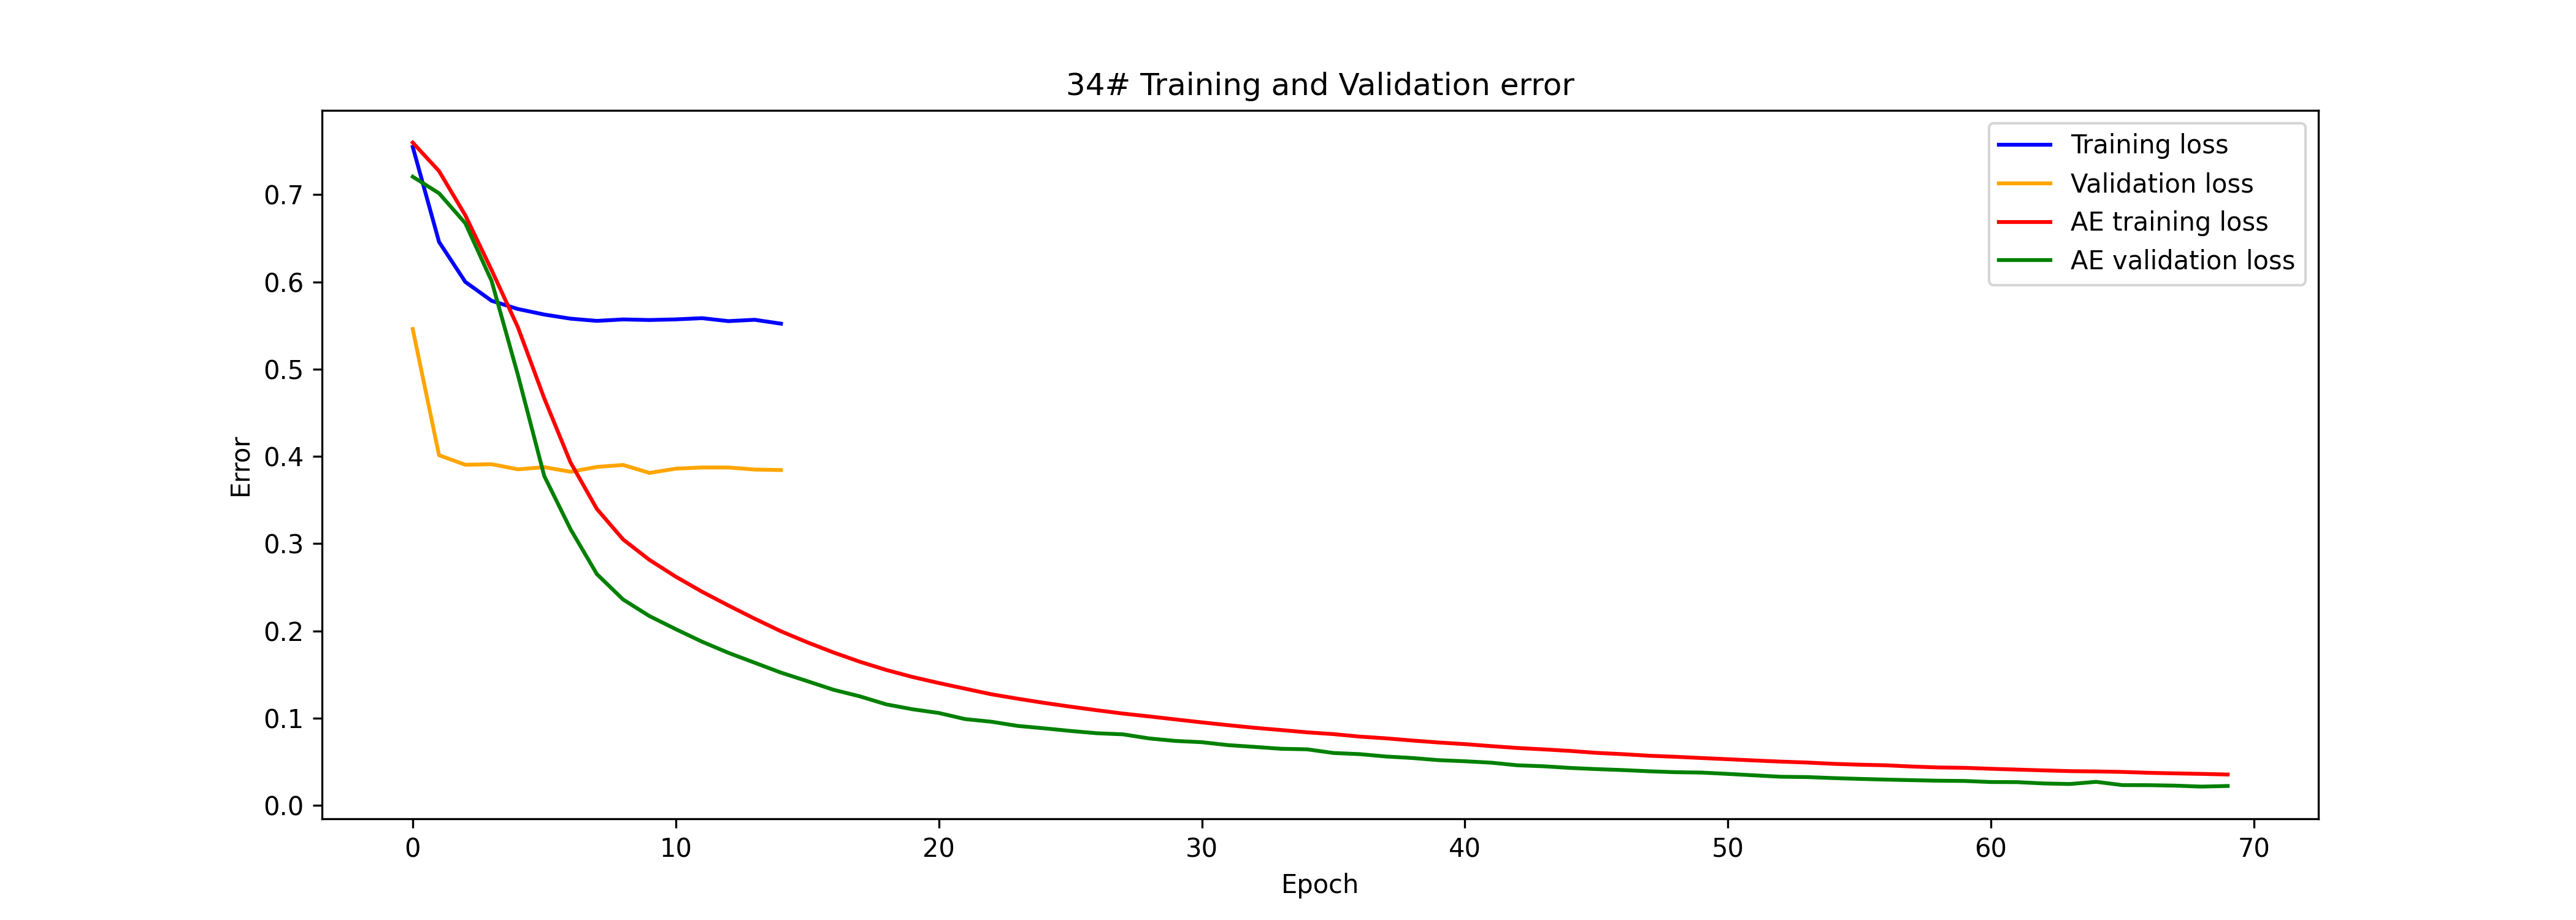 34# Training and Validation error
Training loss
Validation loss
AE training loss
AE validation loss
Error
0.7
0.6
0.5
0.4
0.3
0.2
0.1
0.0
0 10 20 30 40 50 60 70
Epoch